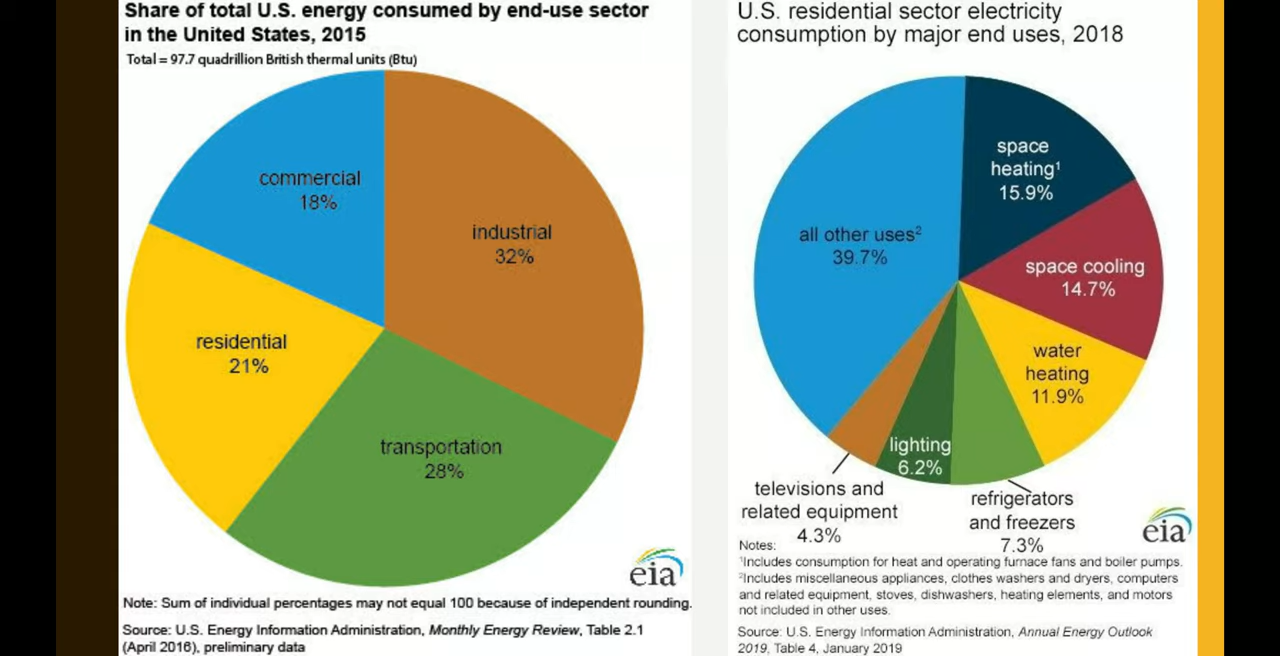 Share of total U.S. energy consumed by end-use sector
in the United States, 2015
Total = 97.7 quadrillion British thermal units (Btu)
commercial
18%
industrial
32%
residential
21%
transportation
28%
eia
Note: Sum of individual percentages may not equal 100 because of independent rounding.
Source: U.S. Energy Information Administration, Monthly Energy Review, Table 2.1
(April 2016), preliminary data
U.S. residential sector electricity
consumption by major end uses, 2018
space
heating¹
15.9%
all other uses²
39.7%
space cooling
14.7%
water
heating
11.9%
lighting
6.2%
televisions and
related equipment
4.3%
refrigerators
and freezers
7.3%
eia
Notes:
¹Includes consumption for heat and operating furnace fans and boiler pumps.
²Includes miscellaneous appliances, clothes washers and dryers, computers
and related equipment, stoves, dishwashers, heating elements, and motors
not included in other uses.
Source: U.S. Energy Information Administration, Annual Energy Outlook
2019, Table 4, January 2019